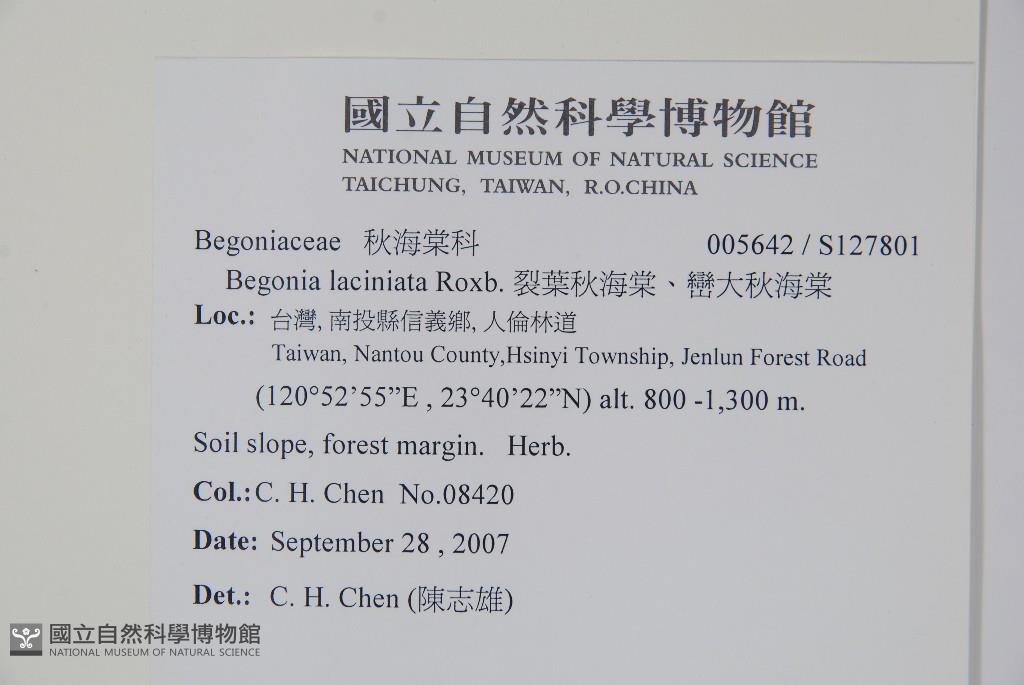 國立自然科學博物館
NATIONAL MUSEUM OF NATURAL SCIENCE
TAICHUNG, TAIWAN, R.O.CHINA
Begoniaceae 秋海棠科 005642 / S127801
Begonia laciniata Roxb. 裂葉秋海棠、巒大秋海棠
Loc.: 台灣, 南投縣信義鄉, 人倫林道
Taiwan, Nantou County,Hsinyi Township, Jenlun Forest Road
(120°52’55”E , 23°40’22”N) alt. 800 -1,300 m.
Soil slope, forest margin. Herb.
Col.: C. H. Chen No.08420
Date: September 28 , 2007
Det.: C. H. Chen (陳志雄)
國立自然科學博物館
NATIONAL MUSEUM OF NATURAL SCIENCE